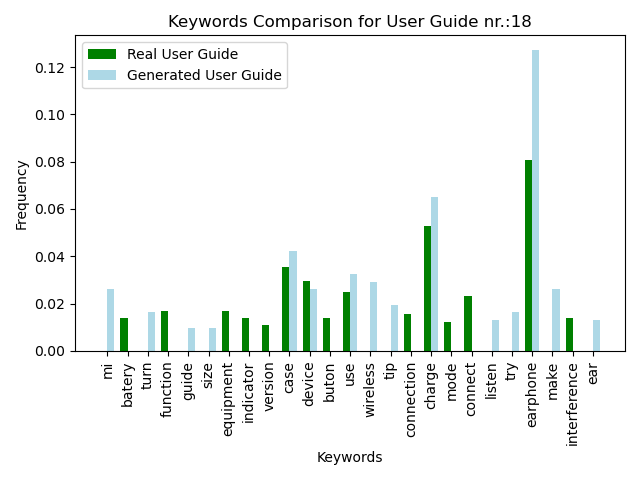 Keywords Comparison for User Guide nr.:18
Real User Guide
Generated User Guide
Frequency
0.12
0.10
0.08
0.06
0.04
0.02
0.00
mi
batery
turn
function
guide
size
equipment
indicator
version
case
device
buton
use
wireless
tip
connection
charge
mode
connect
listen
try
earphone
make
interference
ear
Keywords